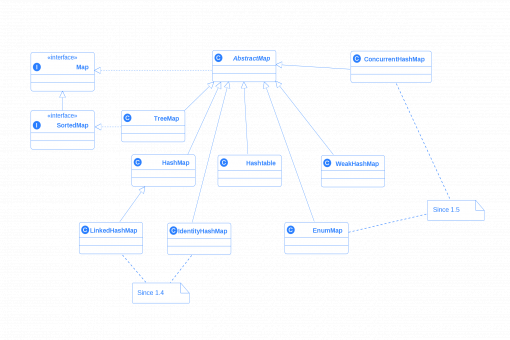 «interface»
I Map
C AbstractMap
C ConcurrentHashMap
«interface»
I SortedMap
C TreeMap
C HashMap
C Hashtable
C WeakHashMap
C LinkedHashMap
C IdentityHashMap
C EnumMap
Since 1.5
Since 1.4